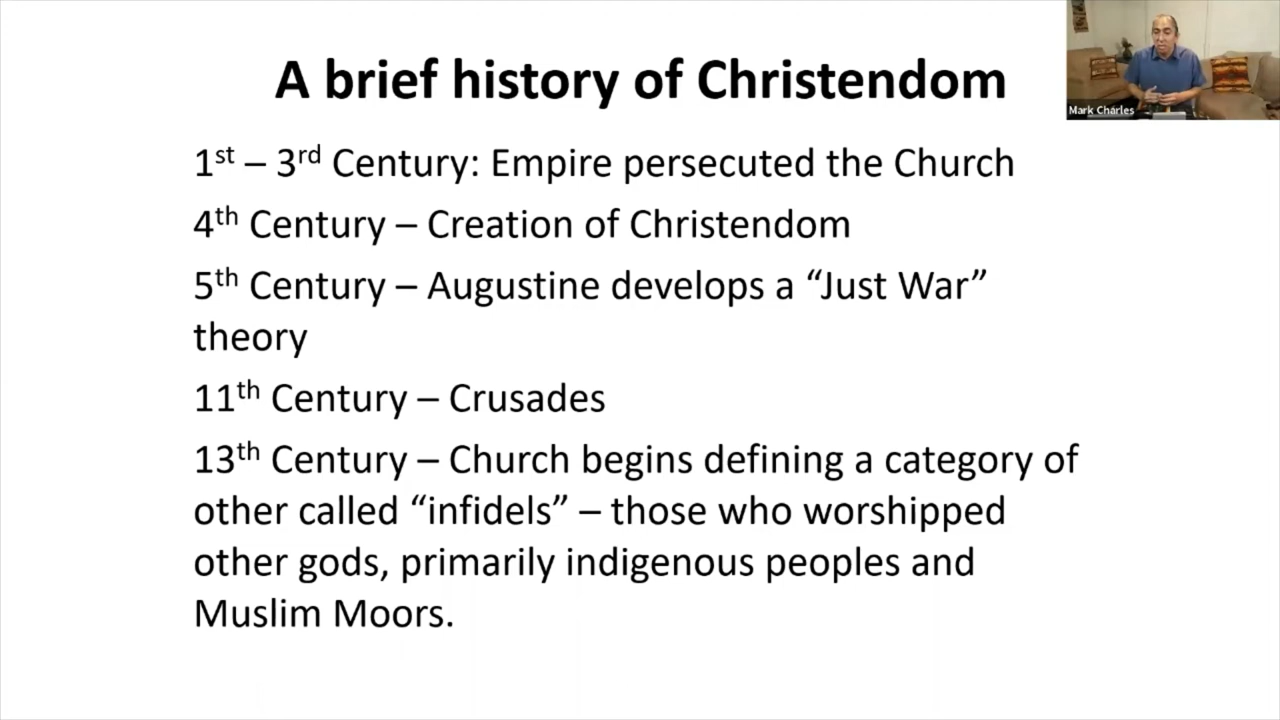 A brief history of Christendom
Mark Charles
1st – 3rd Century: Empire persecuted the Church
4th Century – Creation of Christendom
5th Century – Augustine develops a “Just War”
theory
11th Century – Crusades
13th Century – Church begins defining a category of
other called “infidels” – those who worshipped
other gods, primarily indigenous peoples and
Muslim Moors.